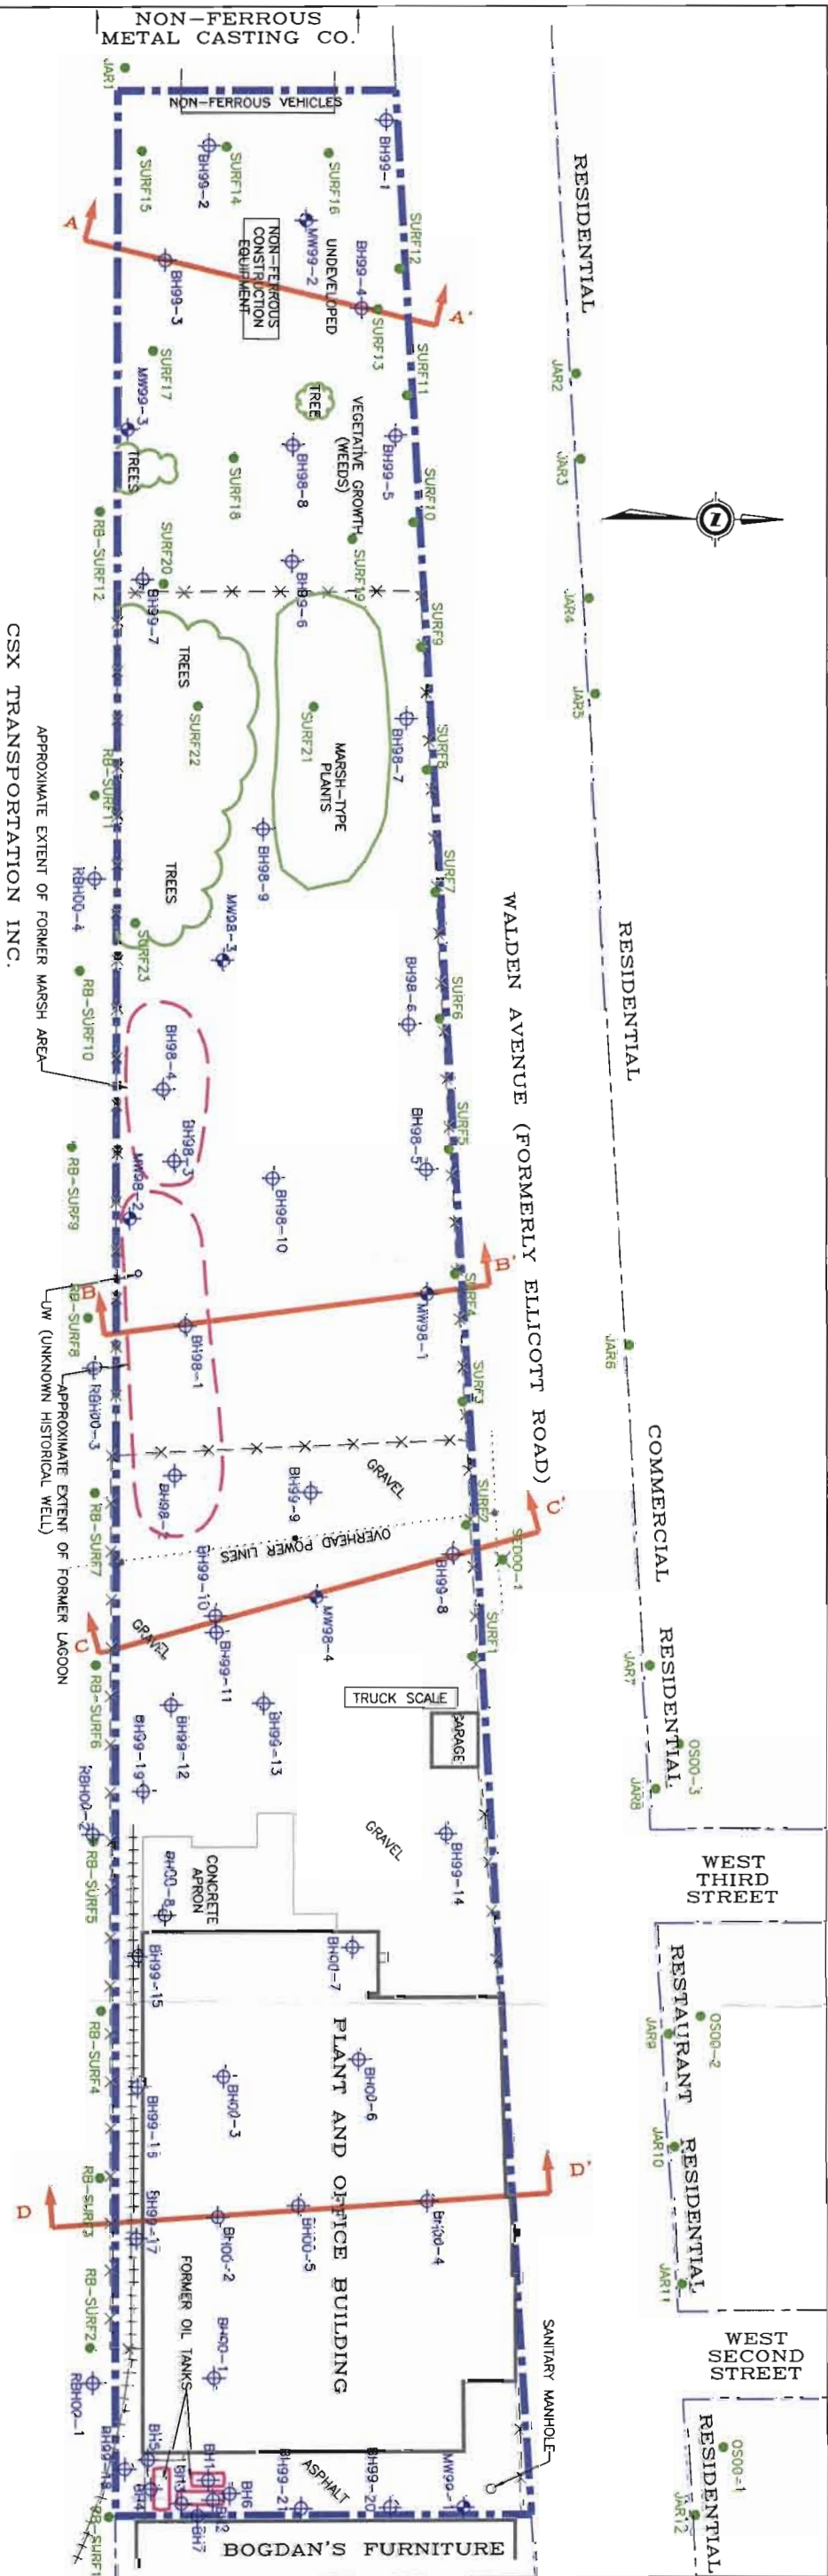 NON-FERROUS
METAL CASTING CO.
JAR1
NON-FERROUS VEHICLES
BH99-1
SURF14
BH99-2
SURF15
SURF16
RESIDENTIAL
A
MW99-2
UNDEVELOPED
NON-FERROUS
CONSTRUCTION
EQUIPMENT
BH99-3
BH99-4
SURF12
SURF13
A'
SURF11
JAR2
SURF17
MW99-3
TREE
TREES
VEGETATIVE GROWTH
(WEEDS)
BH99-5
BH98-8
SURF18
SURF10
JAR3
N
RB-SURF12
SURF20
BH99-7
BH99-6
SURF19
SURF9
JAR4
JAR5
CSX TRANSPORTATION INC.
TREES
SURF22
SURF21
MARSH-TYPE
PLANTS
BH98-7
SURF8
RB-SURF11
BH98-9
TREES
SURF7
RBH00-4
MW98-3
SURF23
WALDEN AVENUE (FORMERLY ELLICOTT ROAD)
RESIDENTIAL
APPROXIMATE EXTENT OF FORMER MARSH AREA
RB-SURF10
BH98-4
BH98-6
SURF6
BH98-3
BH98-5
SURF5
RB-SURF9
MW98-2
BH98-10
B
B'
RB-SURF8
BH98-1
MW98-1
SURF4
UW (UNKNOWN HISTORICAL WELL)
RBH00-3
SURF3
JAR6
APPROXIMATE EXTENT OF FORMER LAGOON
COMMERCIAL
GRAVEL
BH99-9
RB-SURF7
OVERHEAD POWER LINES
SURF2
C'
SED00-1
BH99-8
BH99-10
BH99-11
MW98-4
C
GRAVEL
SURF1
RB-SURF6
TRUCK SCALE
GARAGE
RESIDENTIAL
JAR7
OS00-3
JAR8
BH99-12
BH99-13
BH99-19
RBH00-2
RB-SURF5
GRAVEL
BH99-14
WEST
THIRD
STREET
CONCRETE
APRON
BH00-8
BH99-15
BH00-7
RB-SURF4
BH99-16
BH00-3
BH00-6
PLANT AND OFFICE BUILDING
RESTAURANT
JAR9
OS00-2
JAR10
RESIDENTIAL
JAR11
D
D'
RB-SURF3
BH99-17
BH00-2
BH00-5
BH00-4
RB-SURF2
RBH00-1
FORMER OIL TANKS
BH00-1
SANITARY MANHOLE
WEST
SECOND
STREET
BH5
BH1
BH6
BH7
BH99-21
ASPHALT
BH99-20
MW99-1
RESIDENTIAL
OS00-1
JAR12
BOGDAN'S FURNITURE